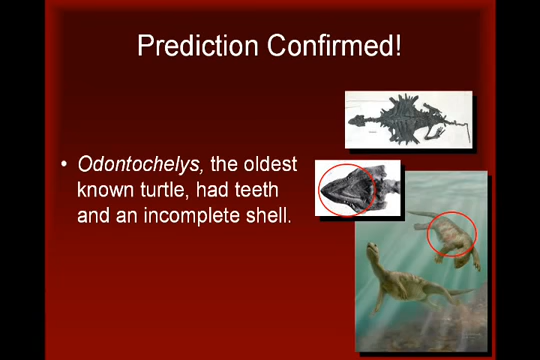 Prediction Confirmed!
• Odontochelys, the oldest
known turtle, had teeth
and an incomplete shell.